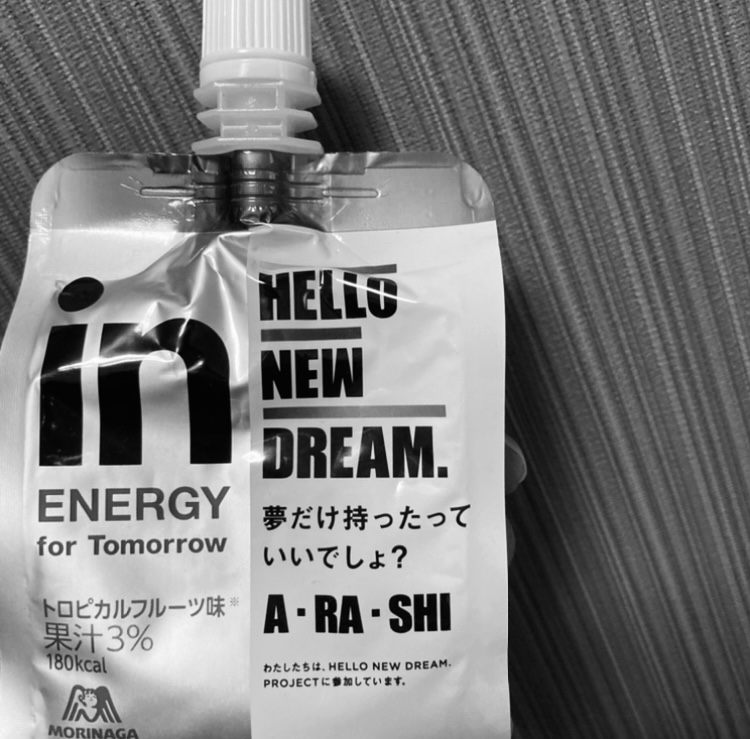 in
ENERGY
for Tomorrow
トロピカルフルーツ味※
果汁3%
180kcal
MORINAGA
HELLO
NEW
DREAM.
夢だけ持ったって
いいでしょ?
A・RA・SHI
わたしたちは、HELLO NEW DREAM.
PROJECTに参加しています。